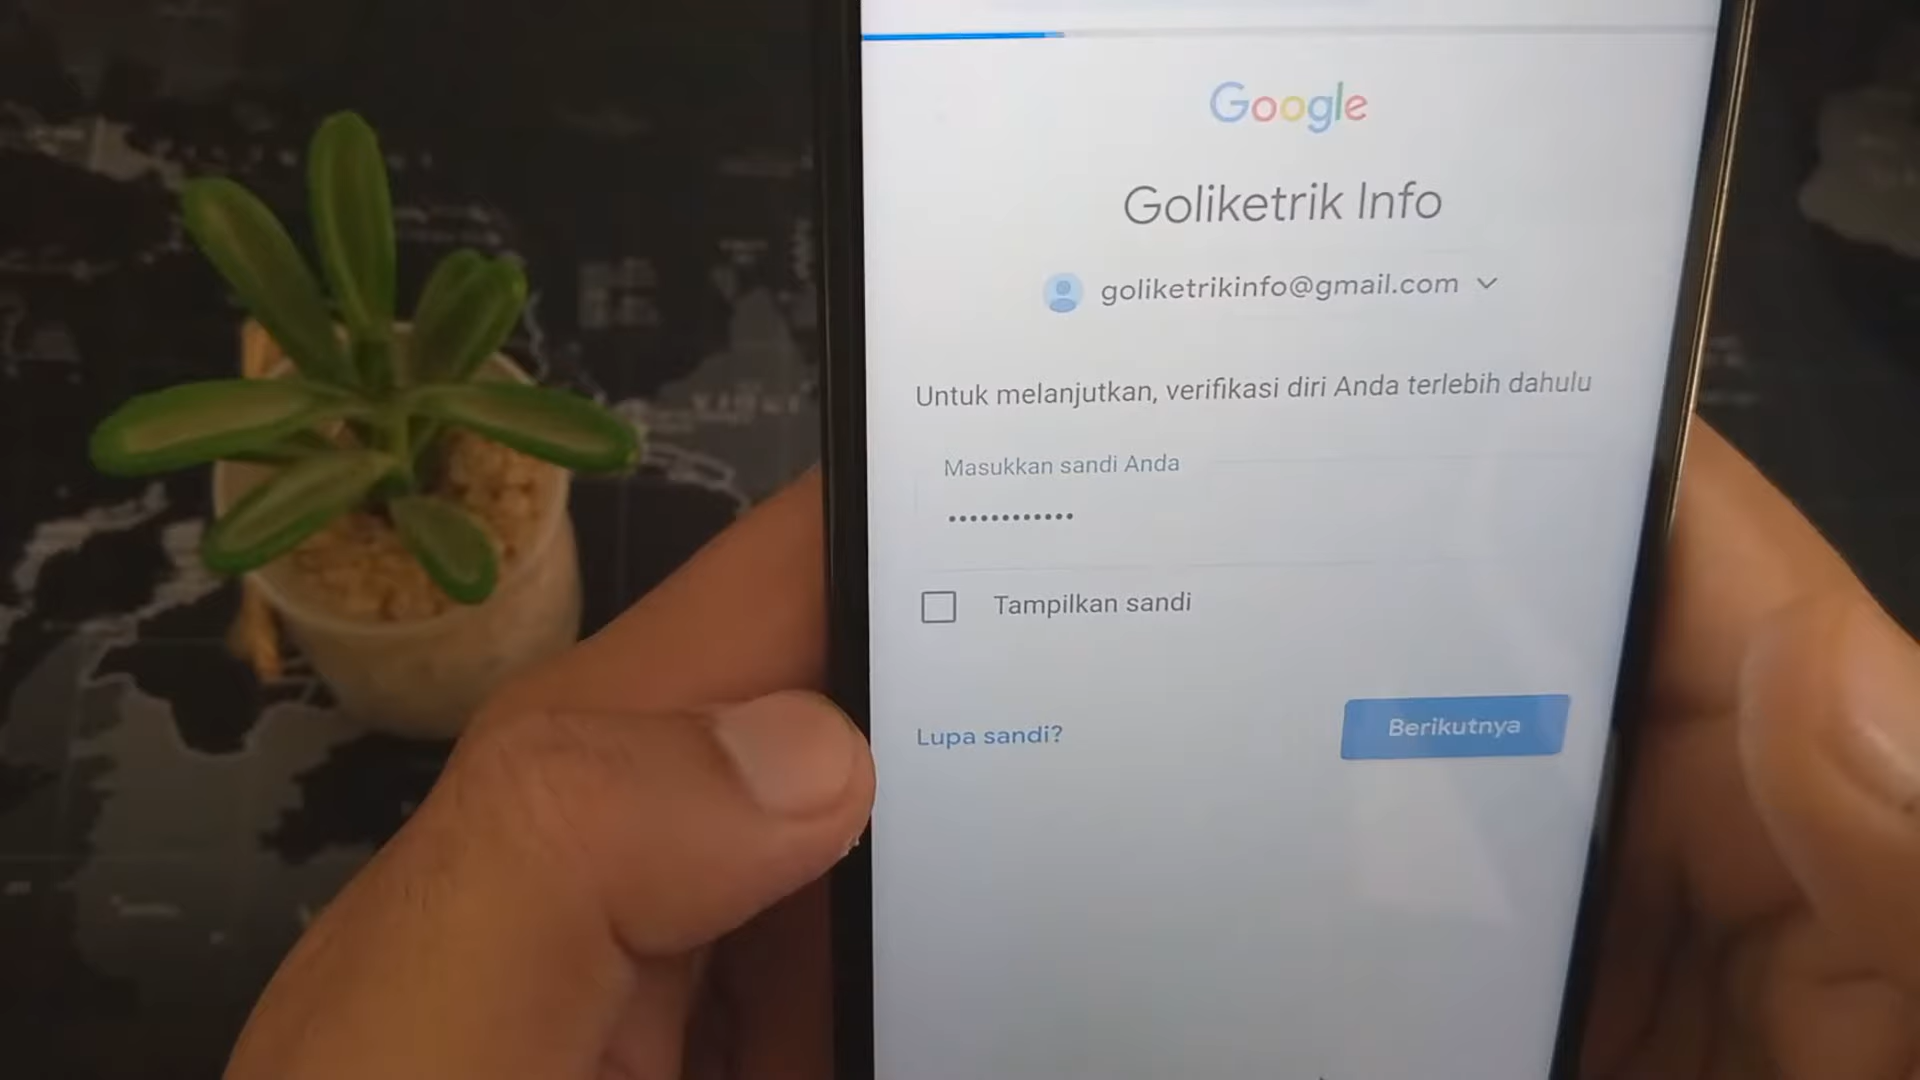 Google
Goliketrik Info
goliketrikinfo@gmail.com
Untuk melanjutkan, verifikasi diri Anda terlebih dahulu
Masukkan sandi Anda
••••••••••••
Tampilkan sandi
Lupa sandi?
Berikutnya